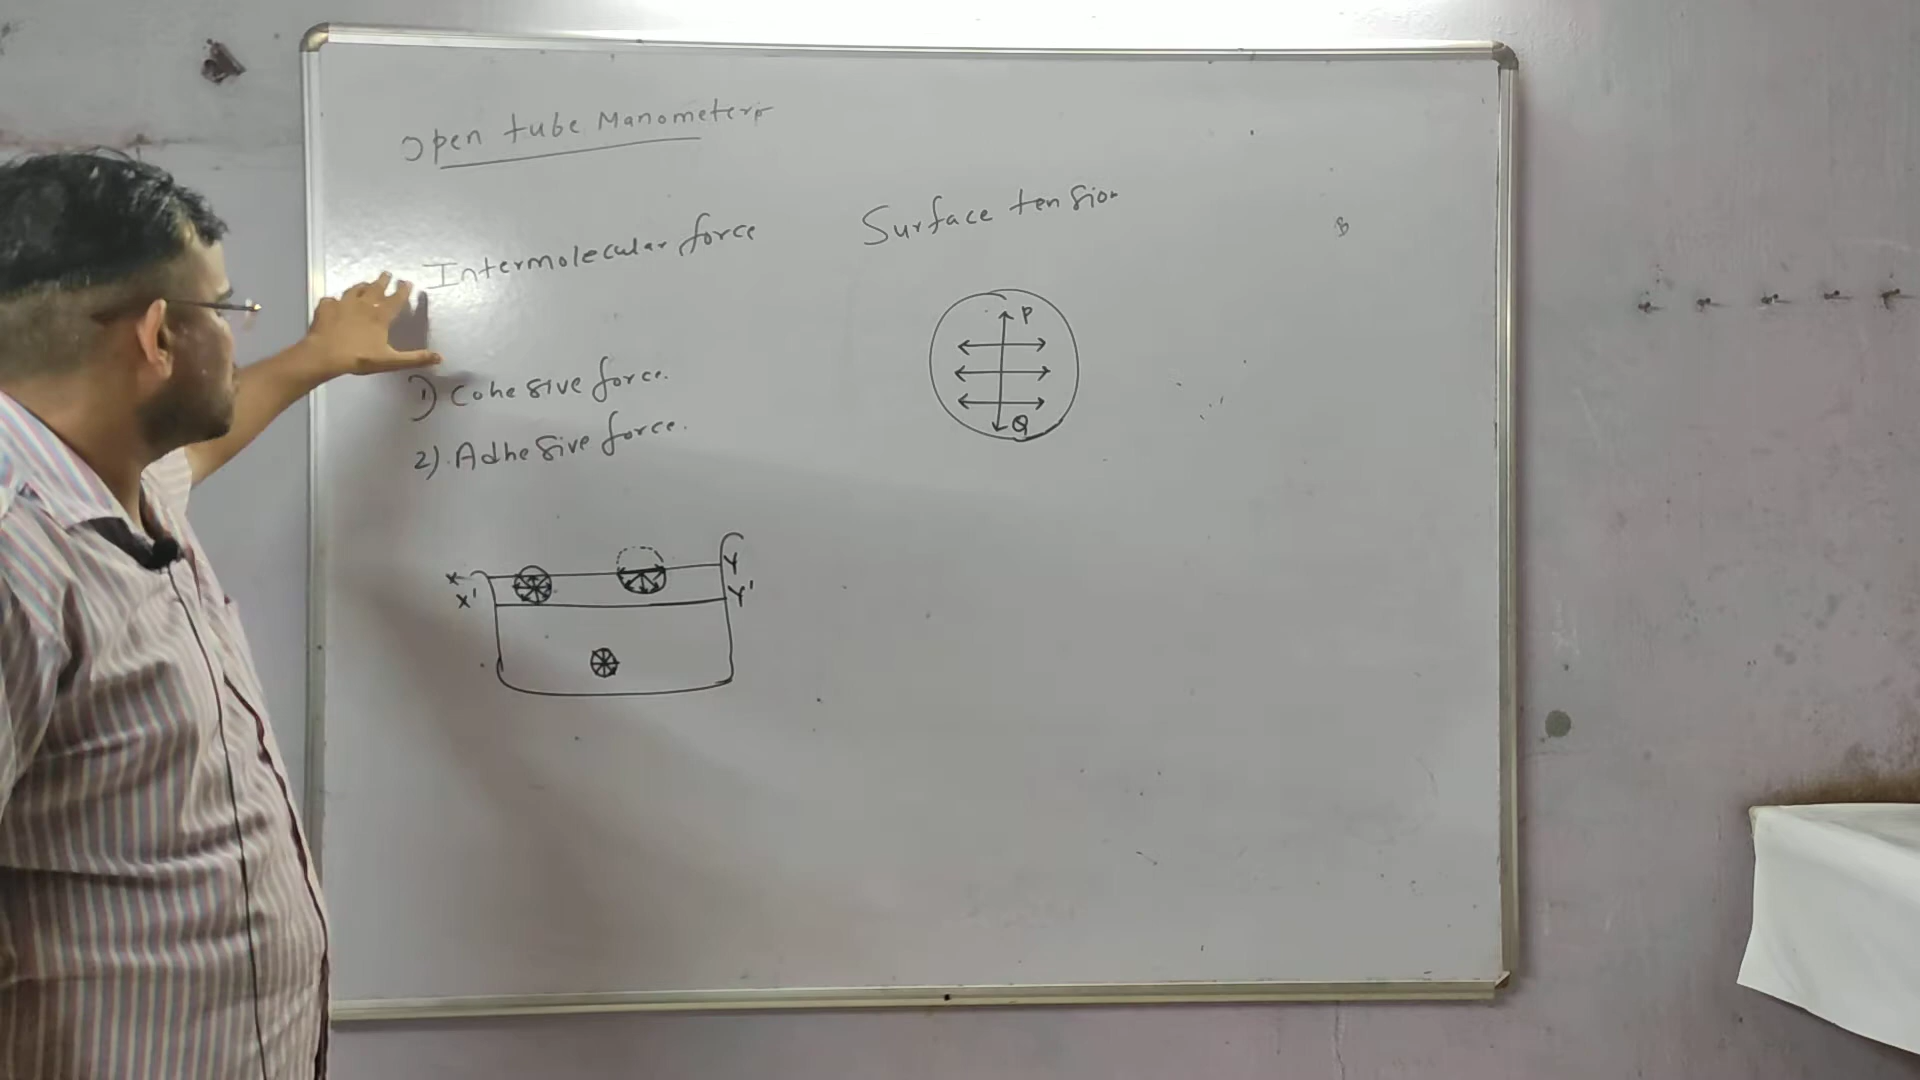 Open tube Manometer
Intermolecular force
1) Cohesive force.
2). Adhesive force.
X
Y
X'
Y'
Surface tension
P
Q
B